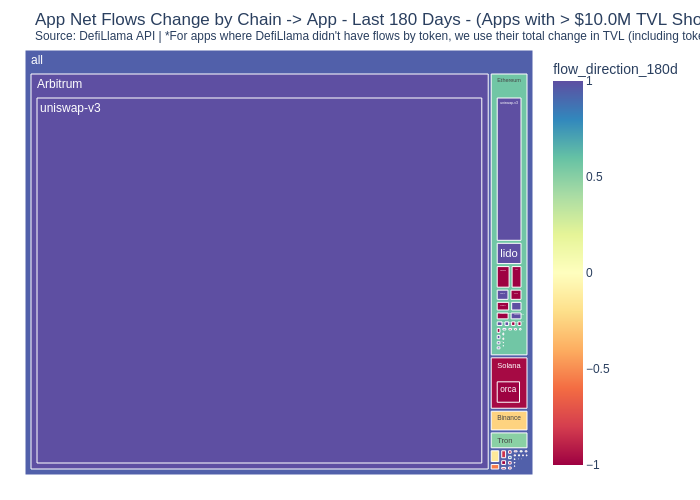 App Net Flows Change by Chain -> App - Last 180 Days - (Apps with > $10.0M TVL Sho
Source: DefiLlama API | *For apps where DefiLlama didn't have flows by token, we use their total change in TVL (including toke
all
Arbitrum
uniswap-v3
Ethereum
uniswap-v3
lido
Solana
orca
Binance
Tron
flow_direction_180d
1
0.5
0
−0.5
−1